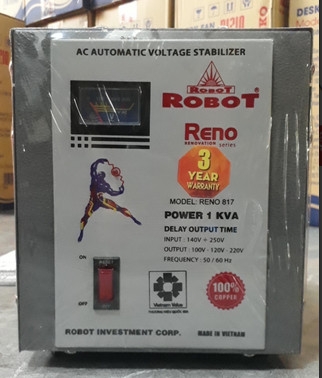 AC AUTOMATIC VOLTAGE STABILIZER
ROBOT
ROBOT®
Reno
RENOVATION series
3
YEAR
WARRANTY
MODEL: RENO 817
POWER 1 KVA
DELAY OUTPUT TIME
INPUT : 140V ÷ 250V
OUTPUT : 100V - 120V - 220V
FREQUENCY : 50 / 60 Hz
ON
OFF
Vietnam Value
100%
COPPER
ROBOT INVESTMENT CORP.
MADE IN VIETNAM
DESK